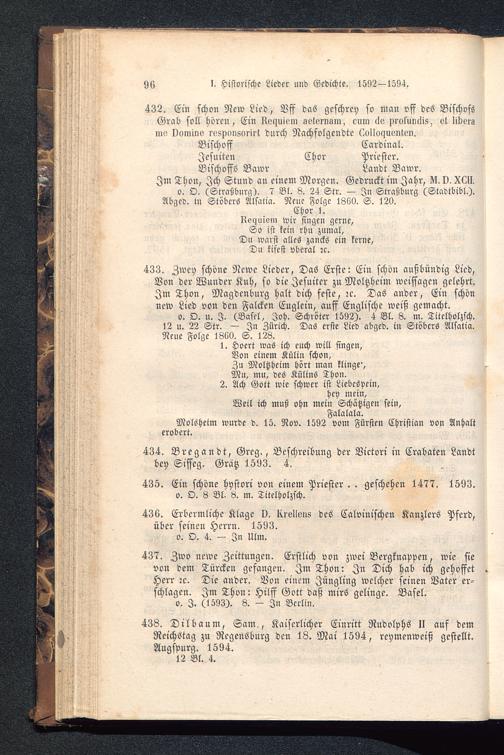 96 I. Historische Lieder und Gedichte. 1592—1594.
432. Ein schon New Lied, Vff das geschrey so man vff des Bischofs
Grab soll hören, Ein Requiem aeternam, cum de profundis, et libera
me Domine responsorirt durch Nachfolgendte Colloquenten.
Bischoff Cardinal.
Jesuiten Chor Priester.
Bischoffs Bawr Landt Bawr.
Im Thon, Ich Stund an einem Morgen. Gedruckt im Jahr, M. D. XCII.
o. O. (Straßburg). 7 Bl. 8. 24 Str. — In Straßburg (Stadtbibl.).
Abged. in Stöbers Alsatia. Neue Folge 1860. S. 120.
Chor 1.
Requiem wir singen gerne,
So ist kein rhu zumal,
Du warst alles zancks ein kerne,
Du kifest vberal ꝛc.
433. Zwey schöne Newe Lieder, Das Erste: Ein schön außbündig Lied,
Von der Wunder Kuh, so die Jesuiter zu Moltzheim weissagen gelehrt.
Im Thon, Magdenburg halt dich feste, ꝛc. Das ander, Ein schön
new Lied von den Falcken Euglein, auff Englische weiß gemacht.
o. O. u. J. (Basel, Joh. Schröter 1592). 4 Bl. 8. m. Titelholzsch.
12 u. 22 Str. — In Zürich. Das erste Lied abged. in Stöbers Alsatia.
Neue Folge 1860. S. 128.
1. Hoert was ich euch will singen,
Von einem Külin schon,
Zu Moltzheim hört man klinge',
Mu, mu, des Külins Thon.
2. Ach Gott wie schwer ist Liebespein,
hey mein,
Weil ich muß ohn mein Schätzigen sein,
Falalala.
Molsheim wurde d. 15. Nov. 1592 vom Fürsten Christian von Anhalt
erobert.
434. Bregandt, Greg., Beschreibung der Victori in Crabaten Landt
bey Sisseg. Grätz 1593. 4.
435. Ein schöne hystori von einem Priester . . geschehen 1477. 1593.
o. O. 8 Bl. 8. m. Titelholzsch.
436. Erbermliche Klage D. Krellens des Calvinischen Kanzlers Pferd,
über seinen Herrn. 1593.
o. O. 4. — In Ulm.
437. Zwo newe Zeittungen. Erstlich von zwei Bergknappen, wie sie
von dem Türcken gefangen. Im Thon: In Dich hab ich gehoffet
Herr ꝛc. Die ander. Von einem Jüngling welcher seinen Vater er-
schlagen. Im Thon: Hilff Gott daß mirs gelinge. Basel.
o. J. (1593). 8. — In Berlin.
438. Dilbaum, Sam., Kaiserlicher Einritt Rudolphs II auf dem
Reichstag zu Regensburg den 18. Mai 1594, reymenweiß gestellt.
Augspurg. 1594.
12 Bl. 4.